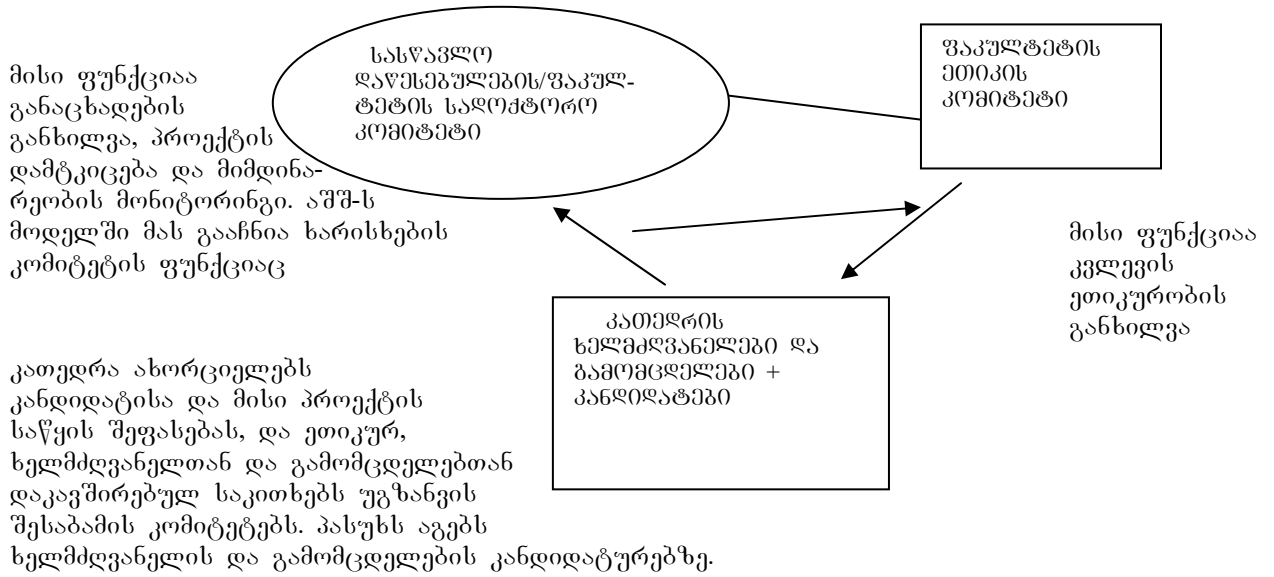 სასწავლო
დაწესებულების/ფაკულ-
ტეტის სადოქტორო
კომიტეტი
ფაკულტეტის
ეთიკის
კომიტეტი
მისი ფუნქციაა
განაცხადების
განხილვა, პროექტის
დამტკიცება და მიმდინა-
რეობის მონიტორინგი. აშშ-ს
მოდელში მას გააჩნია ხარისხების
კომიტეტის ფუნქციაც
მისი ფუნქციაა
კვლევის
ეთიკურობის
განხილვა
კათედრის
ხელმძღვანელები და
გამომცდელები +
კანდიდატები
კათედრა ახორციელებს
კანდიდატისა და მისი პროექტის
საწყის შეფასებას, და ეთიკურ,
ხელმძღვანელთან და გამომცდელებთან
დაკავშირებულ საკითხებს უგზანვის
შესაბამის კომიტეტებს. პასუხს აგებს
ხელმძღვანელის და გამომცდელების კანდიდატურებზე.